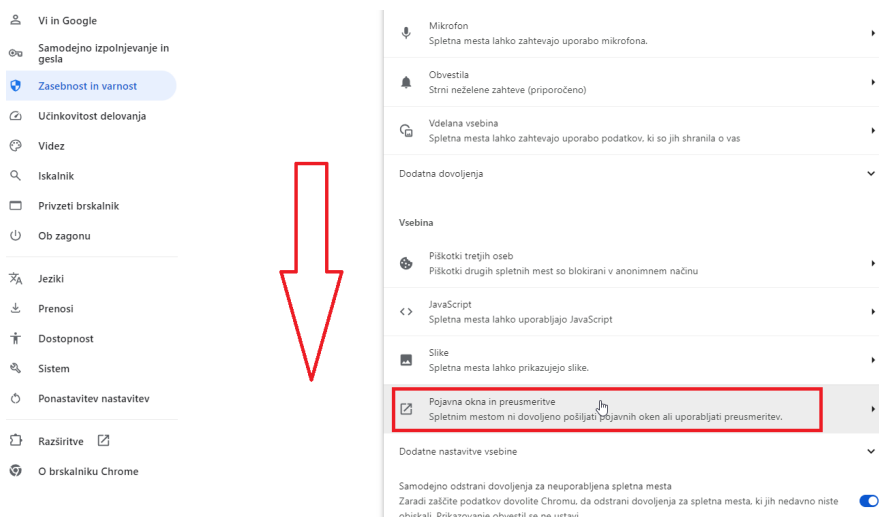 Vi in Google
Samodejno izpolnjevanje in
gesla
Zasebnost in varnost
Učinkovitost delovanja
Videz
Iskalnik
Privzeti brskalnik
Ob zagonu
Jeziki
Prenosi
Dostopnost
Sistem
Ponastavitev nastavitev
Razširitve
O brskalniku Chrome
Mikrofon
Spletna mesta lahko zahtevajo uporabo mikrofona.
Obvestila
Strni neželene zahteve (priporočeno)
Vdelana vsebina
Spletna mesta lahko zahtevajo uporabo podatkov, ki so jih shranila o vas
Dodatna dovoljenja
Vsebina
Piškotki tretjih oseb
Piškotki drugih spletnih mest so blokirani v anonimnem načinu
JavaScript
Spletna mesta lahko uporabljajo JavaScript
Slike
Spletna mesta lahko prikazujejo slike.
Pojavna okna in preusmeritve
Spletnim mestom ni dovoljeno pošiljati pojavnih oken ali uporabljati preusmeritev.
Dodatne nastavitve vsebine
Samodejno odstrani dovoljenja za neuporabljena spletna mesta
Zaradi zaščite podatkov dovolite Chromu, da odstrani dovoljenja za spletna mesta, ki jih nedavno niste
obiskali. Prikazovanje obvestil se ne ustavi.